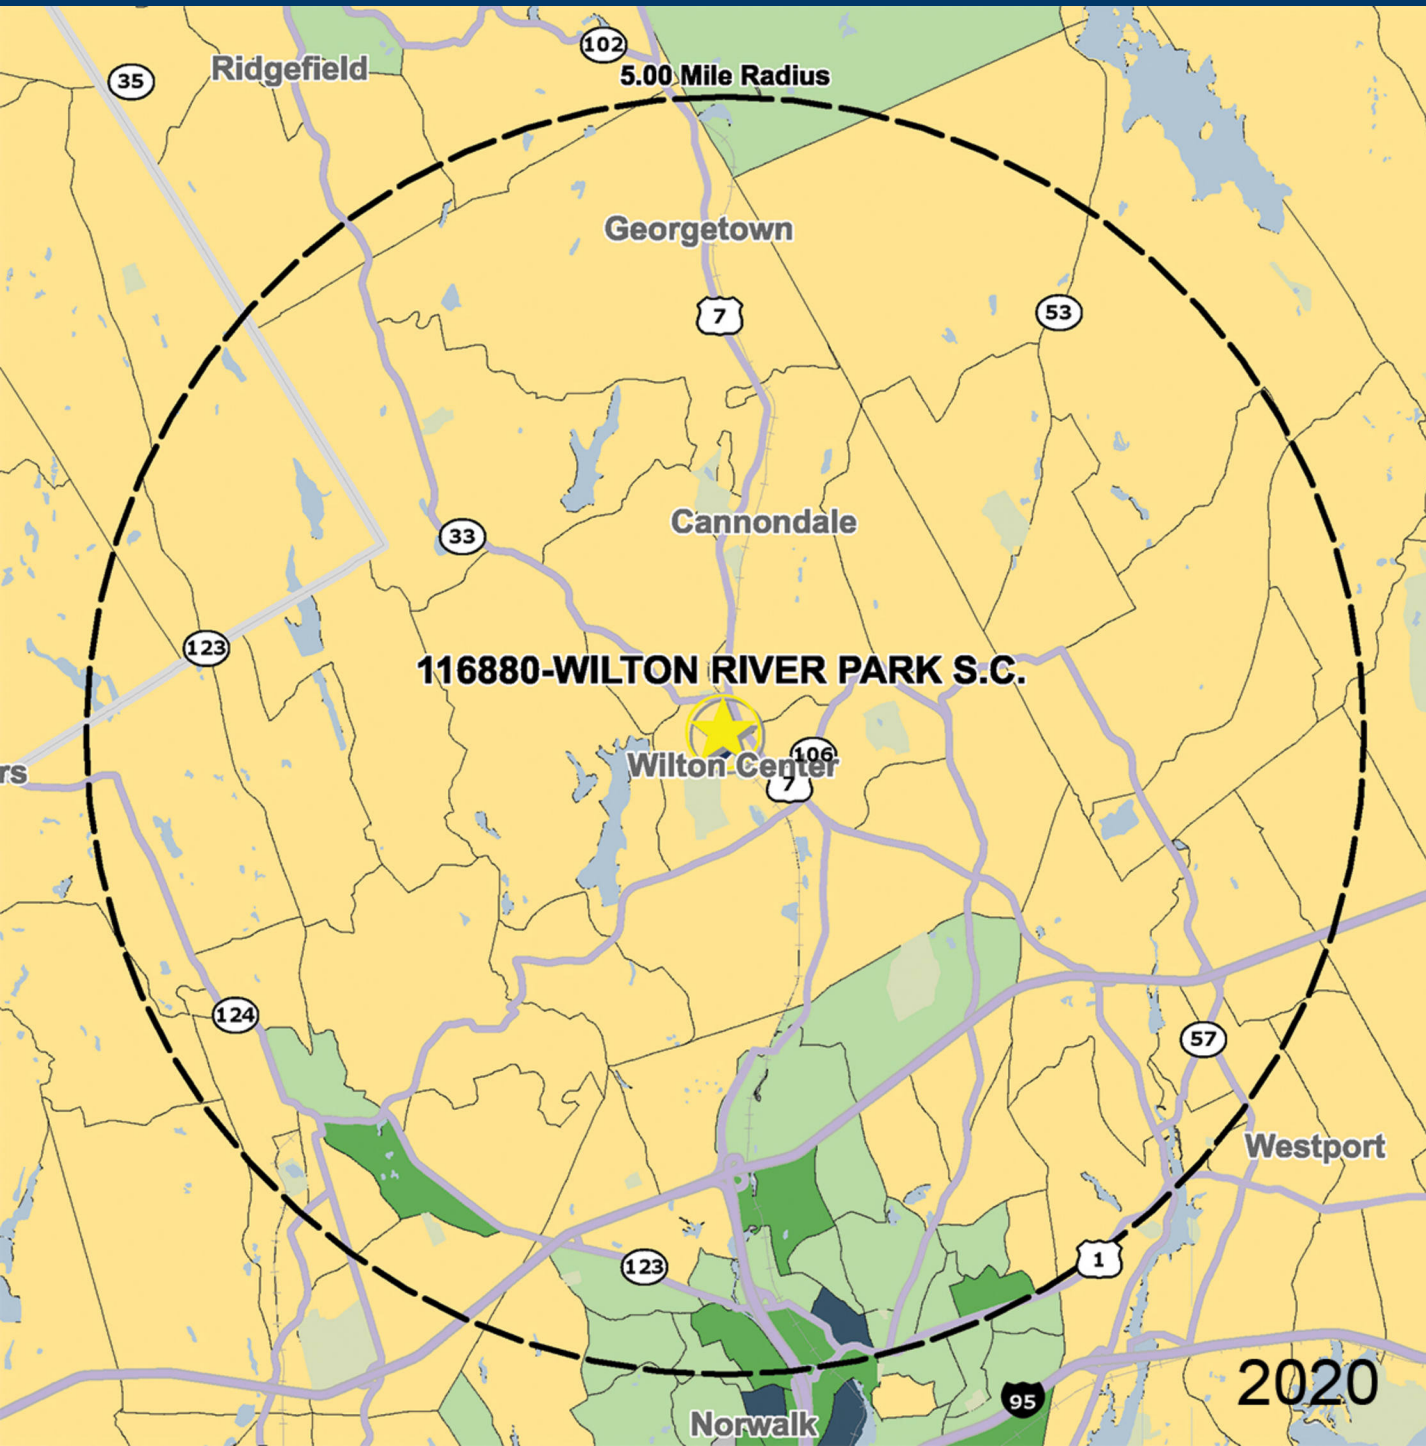 102
Ridgefield
5.00 Mile Radius
35
Georgetown
7
53
Cannondale
33
123
116880-WILTON RIVER PARK S.C.
106
Wilton Center
rs
7
124
57
Westport
1
123
2020
95
Norwalk